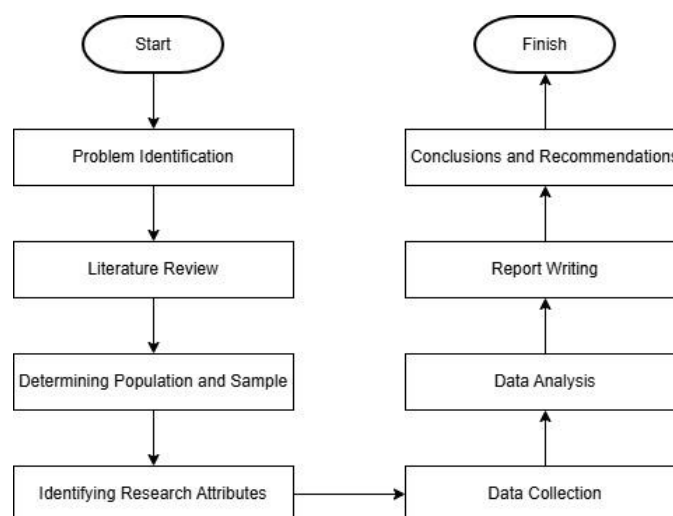 Start
Problem Identification
Literature Review
Determining Population and Sample
Identifying Research Attributes
Data Collection
Data Analysis
Report Writing
Conclusions and Recommendations
Finish